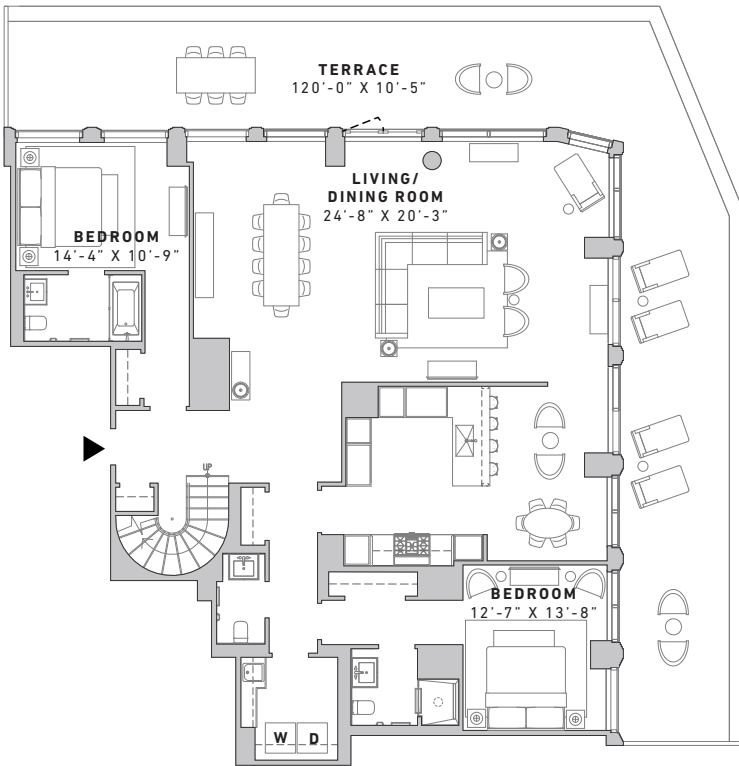 TERRACE
120'-0" X 10'-5"
LIVING/
DINING ROOM
24'-8" X 20'-3"
BEDROOM
14'-4" X 10'-9"
UP
BEDROOM
12'-7" X 13'-8"
W D